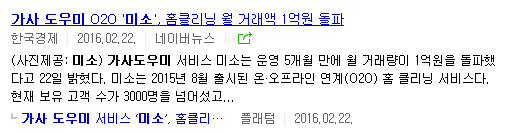 가사 도우미 O2O '미소', 홈클리닝 월 거래액 1억원 돌파
한국경제 | 2016.02.22. | 네이버뉴스 |
(사진제공: 미소) 가사도우미 서비스 미소는 운영 5개월 만에 월 거래량이 1억원을 돌파했
다고 22일 밝혔다. 미소는 2015년 8월 출시된 온·오프라인 연계(O2O) 홈 클리닝 서비스다.
현재 보유 고객 수가 3000명을 넘어섰고...
가사 도우미 서비스 '미소', 홈클리⋯ 플래텀 | 2016.02.22.